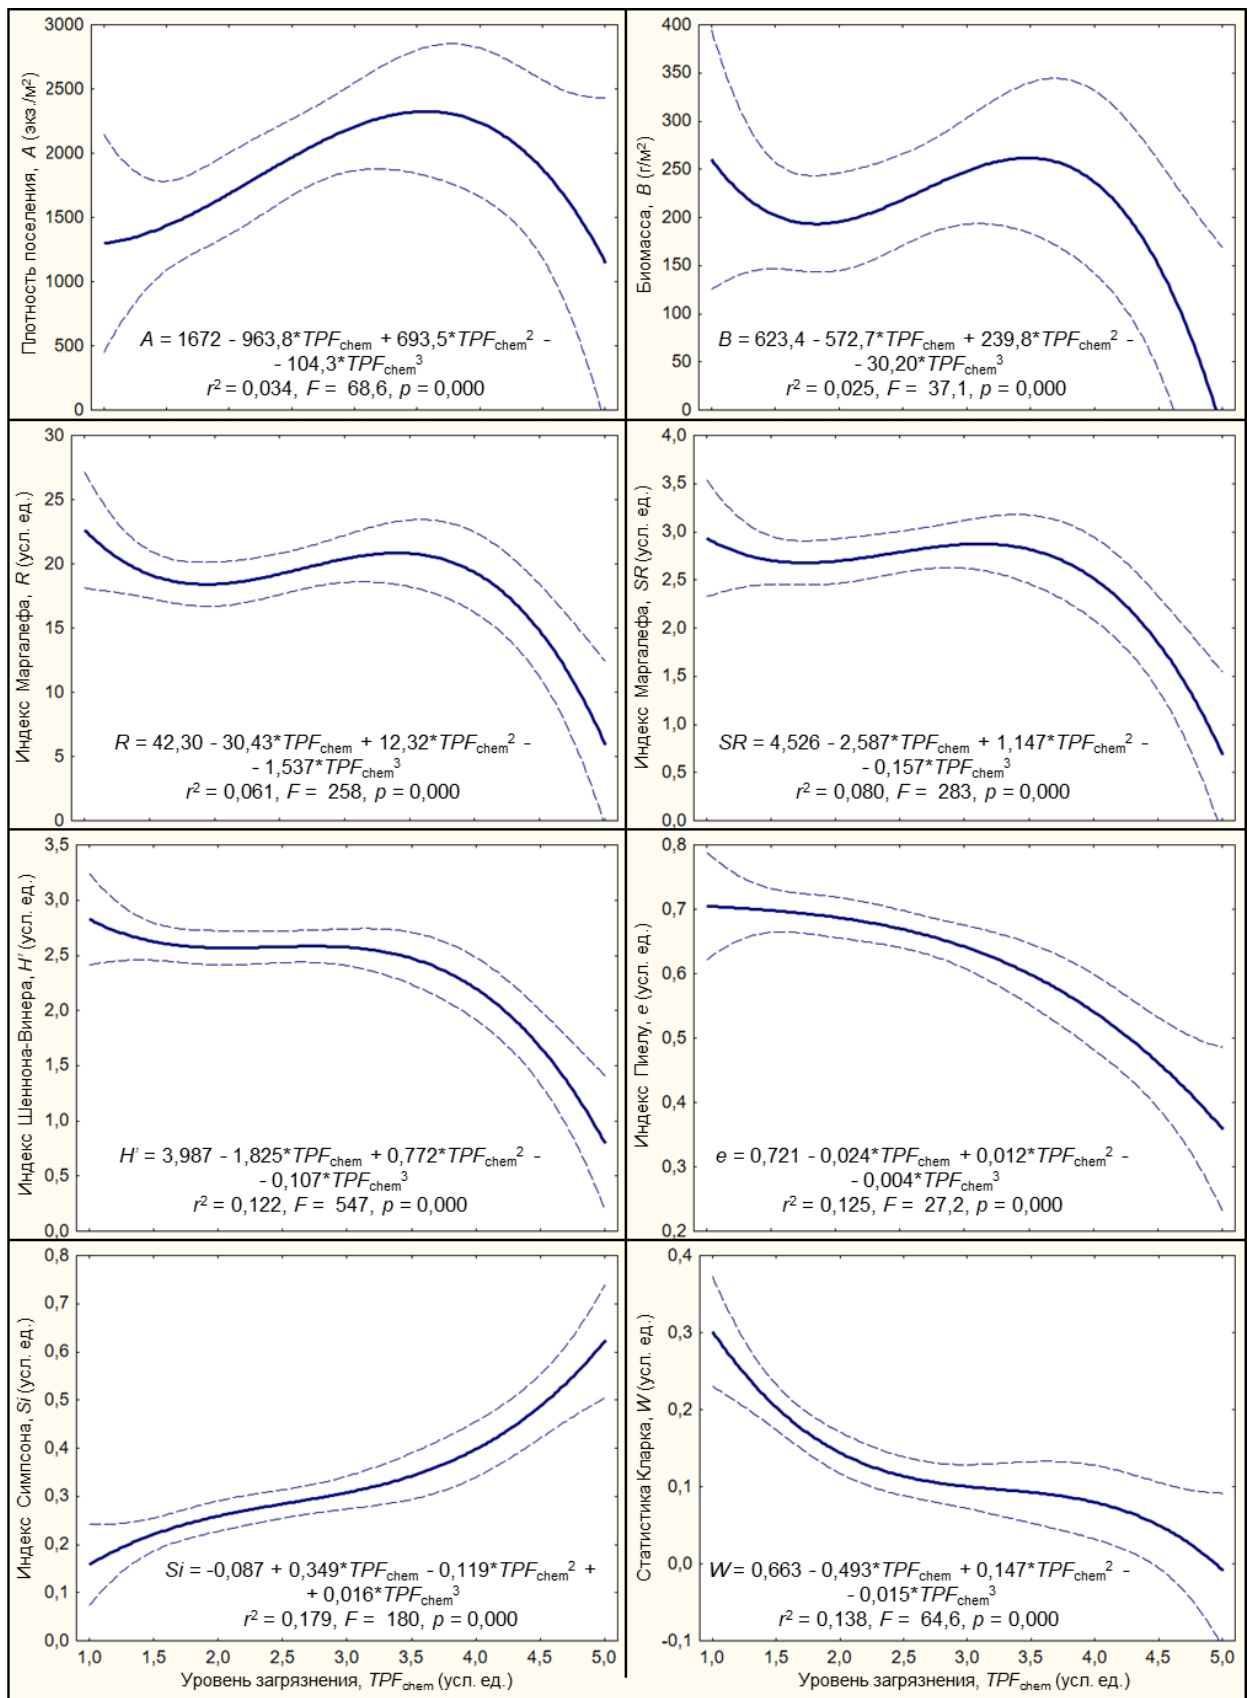 3000
2500
2000
1500
1000
500
0
Плотность поселения, A (экз./м²)
A = 1672 - 963,8*TPFchem + 693,5*TPFchem² -
- 104,3*TPFchem³
r² = 0,034, F = 68,6, p = 0,000
400
350
300
250
200
150
100
50
0
Биомасса, B (г/м²)
B = 623,4 - 572,7*TPFchem + 239,8*TPFchem² -
- 30,20*TPFchem³
r² = 0,025, F = 37,1, p = 0,000
30
25
20
15
10
5
0
Индекс Маргалефа, R (усл. ед.)
R = 42,30 - 30,43*TPFchem + 12,32*TPFchem² -
- 1,537*TPFchem³
r² = 0,061, F = 258, p = 0,000
4,0
3,5
3,0
2,5
2,0
1,5
1,0
0,5
0,0
Индекс Маргалефа, SR (усл. ед.)
SR = 4,526 - 2,587*TPFchem + 1,147*TPFchem² -
- 0,157*TPFchem³
r² = 0,080, F = 283, p = 0,000
3,5
3,0
2,5
2,0
1,5
1,0
0,5
0,0
Индекс Шеннона-Винера, H' (усл. ед.)
H' = 3,987 - 1,825*TPFchem + 0,772*TPFchem² -
- 0,107*TPFchem³
r² = 0,122, F = 547, p = 0,000
0,8
0,7
0,6
0,5
0,4
0,3
0,2
Индекс Пиелу, e (усл. ед.)
e = 0,721 - 0,024*TPFchem + 0,012*TPFchem² -
- 0,004*TPFchem³
r² = 0,125, F = 27,2, p = 0,000
0,8
0,7
0,6
0,5
0,4
0,3
0,2
0,1
0,0
Индекс Симпсона, Si (усл. ед.)
Si = -0,087 + 0,349*TPFchem - 0,119*TPFchem² +
+ 0,016*TPFchem³
r² = 0,179, F = 180, p = 0,000
1,0 1,5 2,0 2,5 3,0 3,5 4,0 4,5 5,0
Уровень загрязнения, TPFchem (усл. ед.)
0,4
0,3
0,2
0,1
0,0
-0,1
Статистика Кларка, W (усл. ед.)
W = 0,663 - 0,493*TPFchem + 0,147*TPFchem² -
- 0,015*TPFchem³
r² = 0,138, F = 64,6, p = 0,000
1,0 1,5 2,0 2,5 3,0 3,5 4,0 4,5 5,0
Уровень загрязнения, TPFchem (усл. ед.)